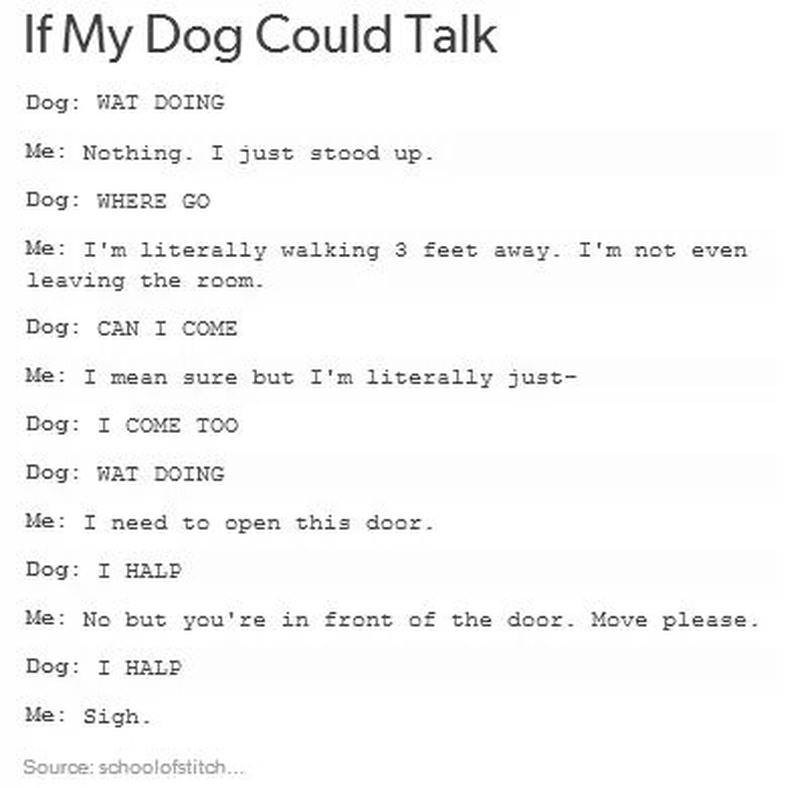 If My Dog Could Talk
Dog: WAT DOING
Me: Nothing. I just stood up.
Dog: WHERE GO
Me: I'm literally walking 3 feet away. I'm not even
leaving the room.
Dog: CAN I COME
Me: I mean sure but I'm literally just-
Dog: I COME TOO
Dog: WAT DOING
Me: I need to open this door.
Dog: I HALP
Me: No but you're in front of the door. Move please.
Dog: I HALP
Me: Sigh.
Source: schoolofstitch...